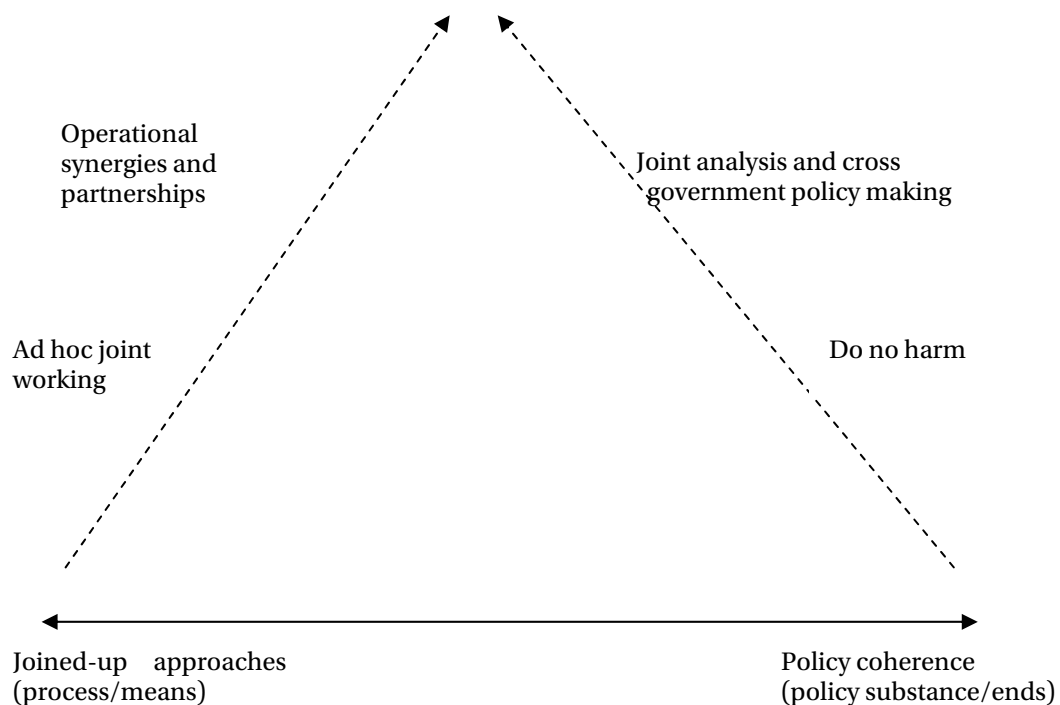 Operational
synergies and
partnerships
Joint analysis and cross
government policy making
Ad hoc joint
working
Do no harm
Joined-up approaches
(process/means)
Policy coherence
(policy substance/ends)